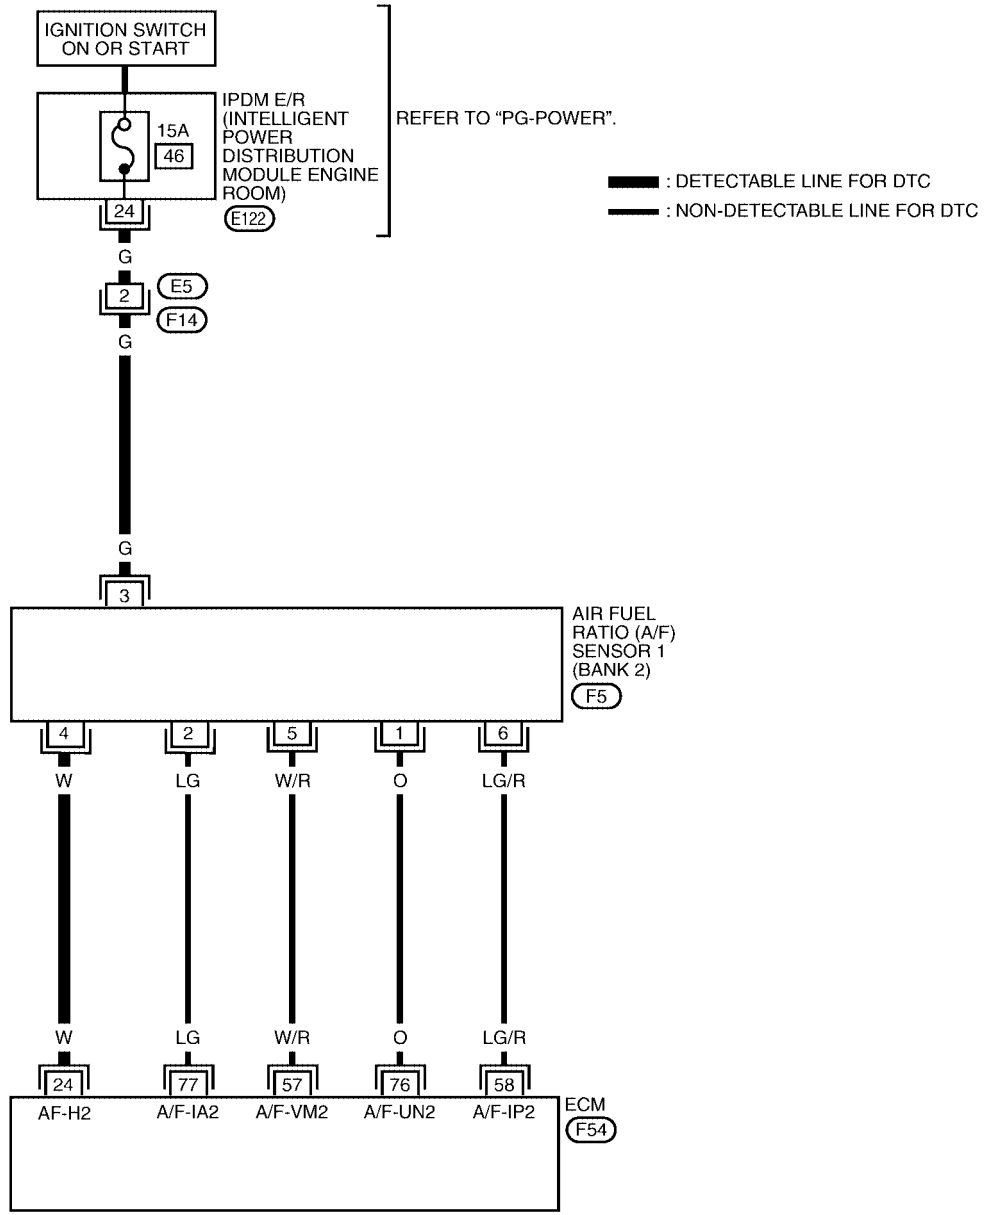 IGNITION SWITCH
ON OR START
IPDM E/R
(INTELLIGENT
POWER
DISTRIBUTION
MODULE ENGINE
ROOM)
E122
15A
46
REFER TO “PG-POWER”.
: DETECTABLE LINE FOR DTC
: NON-DETECTABLE LINE FOR DTC
24
G
2
E5
F14
G
G
3
AIR FUEL
RATIO (A/F)
SENSOR 1
(BANK 2)
F5
4 2 5 1 6
W LG W/R O LG/R
W LG W/R O LG/R
24 77 57 76 58
AF-H2 A/F-IA2 A/F-VM2 A/F-UN2 A/F-IP2
ECM
F54